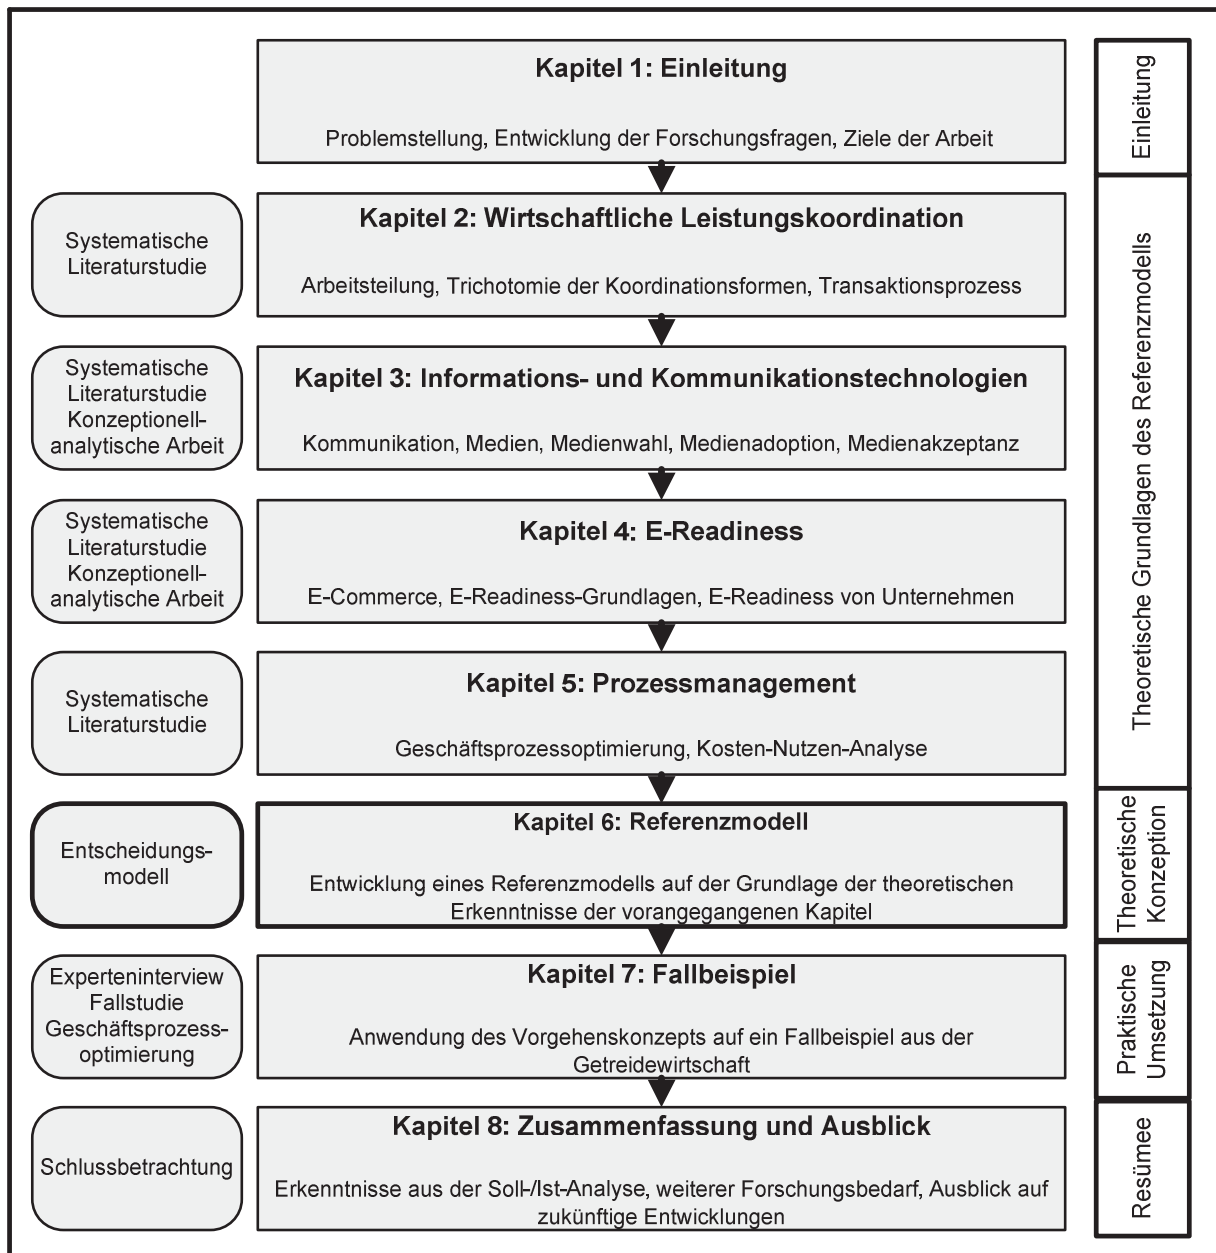 Kapitel 1: Einleitung
Problemstellung, Entwicklung der Forschungsfragen, Ziele der Arbeit
Einleitung
Systematische
Literaturstudie
Kapitel 2: Wirtschaftliche Leistungskoordination
Arbeitsteilung, Trichotomie der Koordinationsformen, Transaktionsprozess
Theoretische Grundlagen des Referenzmodells
Systematische
Literaturstudie
Konzeptionell-
analytische Arbeit
Kapitel 3: Informations- und Kommunikationstechnologien
Kommunikation, Medien, Medienwahl, Medienadoption, Medienakzeptanz
Systematische
Literaturstudie
Konzeptionell-
analytische Arbeit
Kapitel 4: E-Readiness
E-Commerce, E-Readiness-Grundlagen, E-Readiness von Unternehmen
Systematische
Literaturstudie
Kapitel 5: Prozessmanagement
Geschäftsprozessoptimierung, Kosten-Nutzen-Analyse
Entscheidungs-
modell
Kapitel 6: Referenzmodell
Entwicklung eines Referenzmodells auf der Grundlage der theoretischen
Erkenntnisse der vorangegangenen Kapitel
Theoretische
Konzeption
Experteninterview
Fallstudie
Geschäftsprozess-
optimierung
Kapitel 7: Fallbeispiel
Anwendung des Vorgehenskonzepts auf ein Fallbeispiel aus der
Getreidewirtschaft
Praktische
Umsetzung
Schlussbetrachtung
Kapitel 8: Zusammenfassung und Ausblick
Erkenntnisse aus der Soll-/Ist-Analyse, weiterer Forschungsbedarf, Ausblick auf
zukünftige Entwicklungen
Resümee